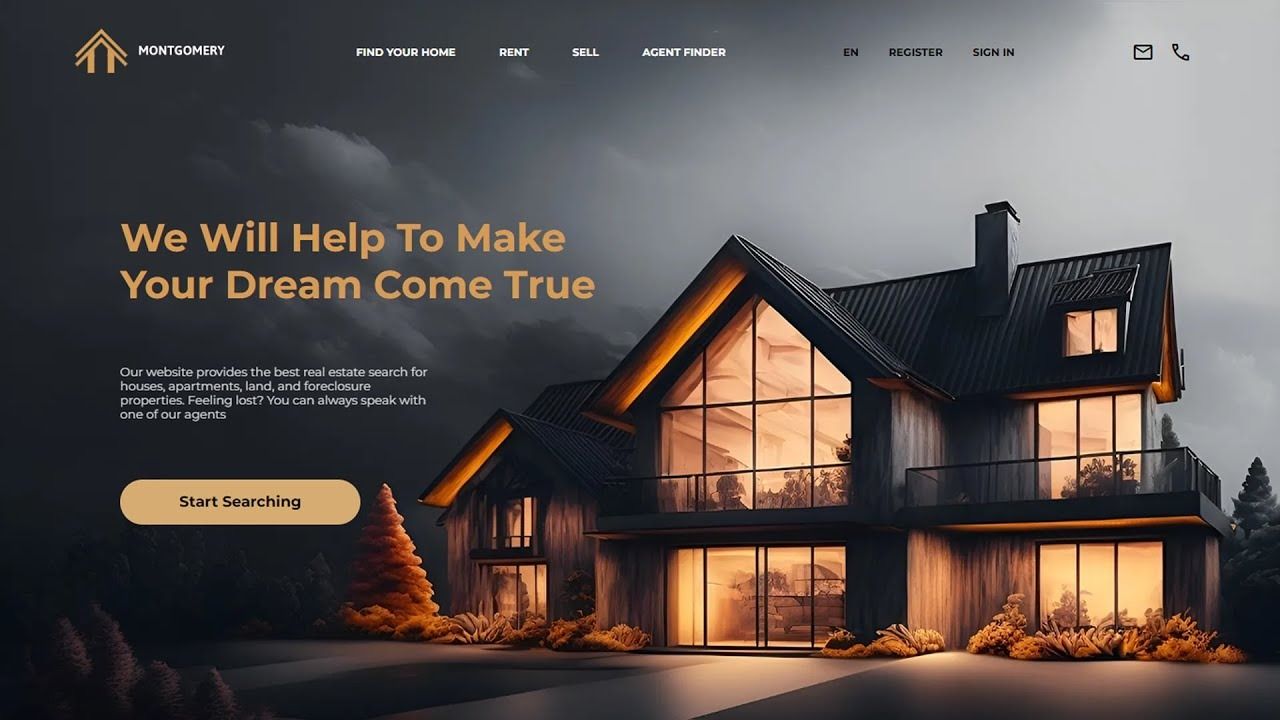 MONTGOMERY
FIND YOUR HOME
RENT
SELL
AGENT FINDER
EN
REGISTER
SIGN IN
We Will Help To Make
Your Dream Come True
Our website provides the best real estate search for
houses, apartments, land, and foreclosure
properties. Feeling lost? You can always speak with
one of our agents
Start Searching